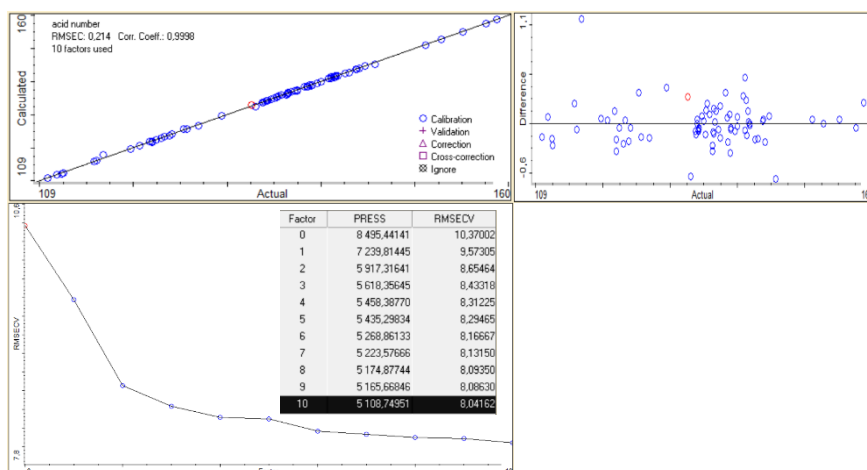 160
acid number
RMSEC: 0,214 Corr. Coeff.: 0,9998
10 factors used
Calculated
Calibration
Validation
Correction
Cross-correction
Ignore
109
109
Actual
160
1,1
Difference
-0,6
109
Actual
10,6
RMSECV
7,8
Factor PRESS RMSECV
0 8 495,44141 10,37002
1 7 239,81445 9,57305
2 5 917,31641 8,65464
3 5 618,35645 8,43318
4 5 458,38770 8,31225
5 5 435,29834 8,29465
6 5 268,86133 8,16667
7 5 223,57666 8,13150
8 5 174,87744 8,09350
9 5 165,66846 8,08630
10 5 108,74951 8,04162